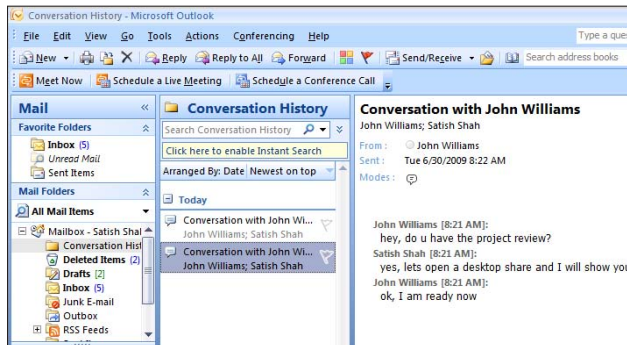 Conversation History - Microsoft Outlook
File Edit View Go Tools Actions Conferencing Help
Type a
New Reply Reply to All Forward Send/Receive Search address books
Meet Now Schedule a Live Meeting Schedule a Conference Call
Mail «
Favorite Folders
Inbox (5)
Unread Mail
Sent Items
Mail Folders
All Mail Items
Mailbox - Satish
Conversation
Deleted Items (2)
Drafts [2]
Inbox (5)
Junk E-mail
Outbox
RSS Feeds
Conversation History
Search Conversation History
Click here to enable Instant Search
Arranged By: Date Newest on top
Today
Conversation with John Wi...
John Williams; Satish Shah
Conversation with John Wi...
John Williams; Satish Shah
Conversation with John Williams
John Williams; Satish Shah
From : John Williams
Sent : Tue 6/30/2009 8:22 AM
Modes :
John Williams [8:21 AM]:
hey, do u have the project review?
Satish Shah [8:21 AM]:
yes, lets open a desktop share and I will show you
John Williams [8:21 AM]:
ok, I am ready now